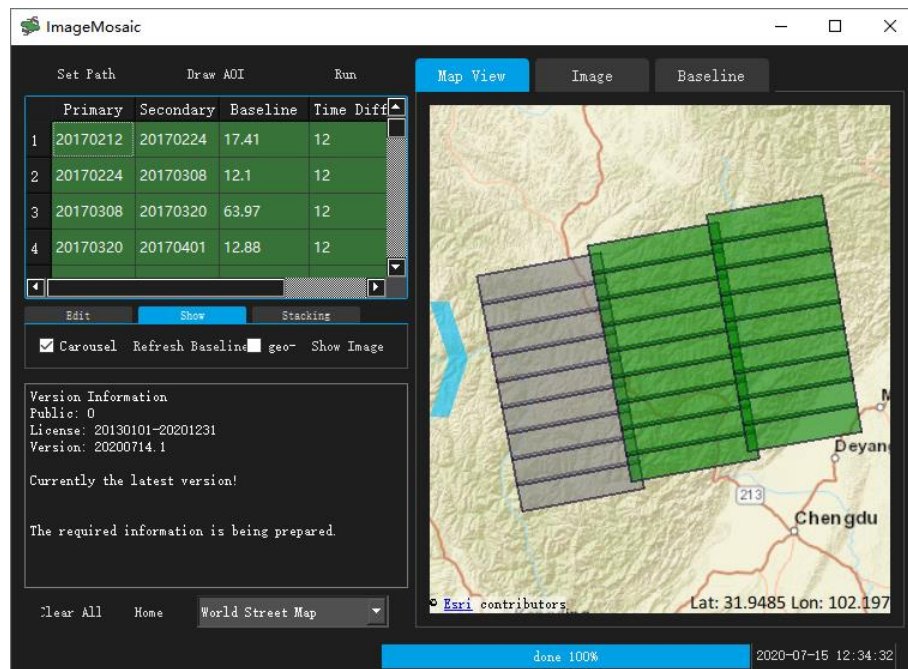 ImageMosaic
Set Path Draw AOI Run
Map View Image Baseline
Primary Secondary Baseline Time Diff
1 20170212 20170224 17.41 12
2 20170224 20170308 12.1 12
3 20170308 20170320 63.97 12
4 20170320 20170401 12.88 12
Edit Show Stacking
Carousel Refresh Baseline geo- Show Image
Version Information
Public: 0
License: 20130101-20201231
Version: 20200714.1
Currently the latest version!
The required information is being prepared.
Clear All Home World Street Map
Deyan
213
Chengdu
© Esri contributors
Lat: 31.9485 Lon: 102.197
done 100%
2020-07-15 12:34:32